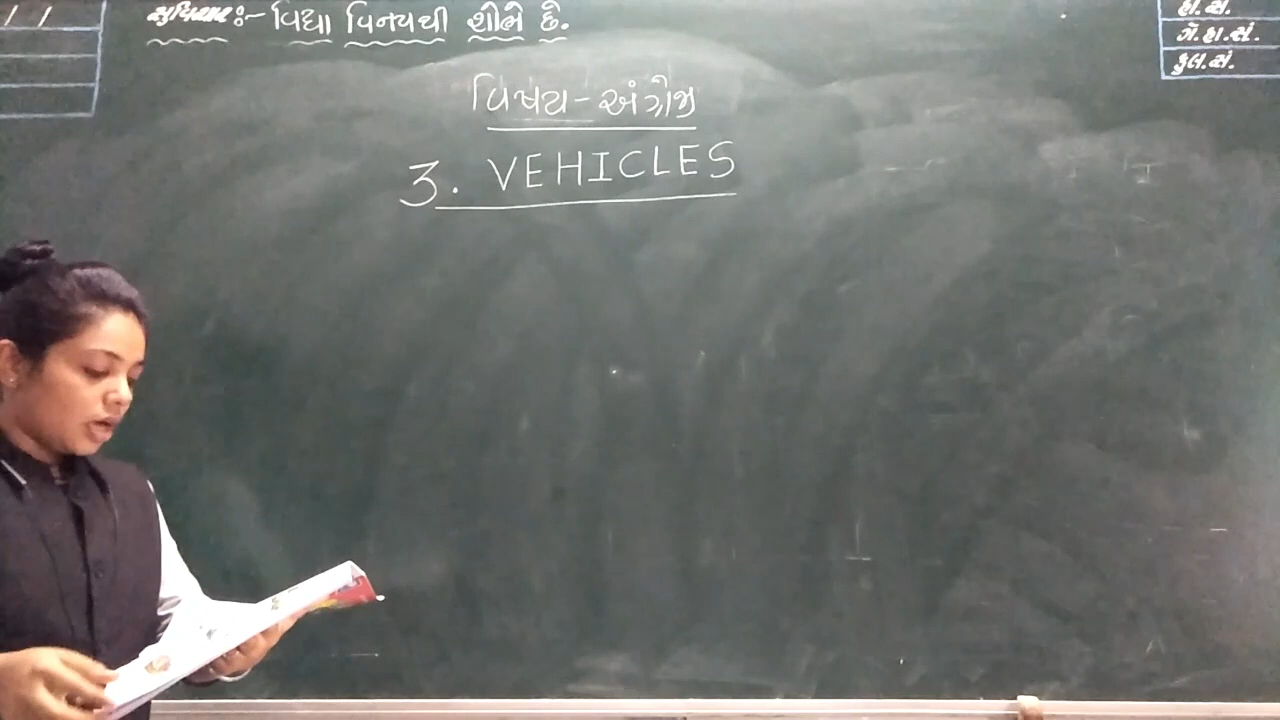 / /
સુવિચાર :- વિદ્યા વિનયથી શોભે છે.
વિષય - અંગ્રેજી
3. VEHICLES
હા.સં.
ગે.હા.સં.
કુલ.સં.